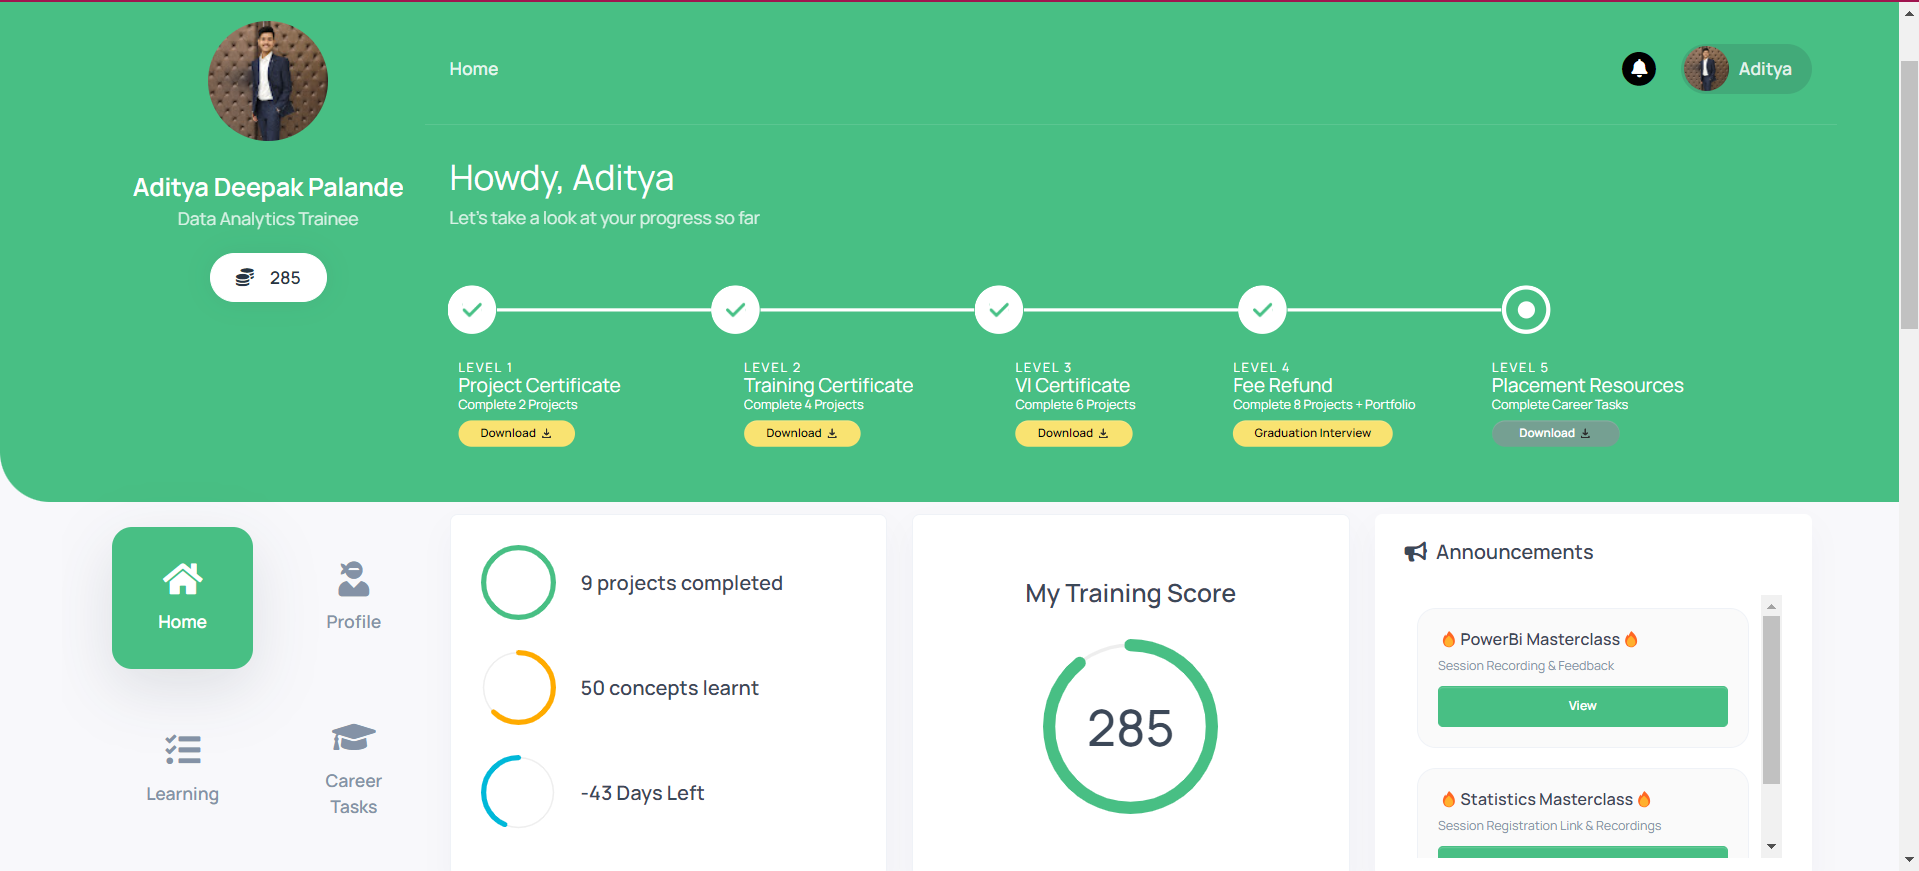 Home
Aditya
Aditya Deepak Palande
Data Analytics Trainee
285
Howdy, Aditya
Let's take a look at your progress so far
LEVEL 1
Project Certificate
Complete 2 Projects
Download
LEVEL 2
Training Certificate
Complete 4 Projects
Download
LEVEL 3
VI Certificate
Complete 6 Projects
Download
LEVEL 4
Fee Refund
Complete 8 Projects + Portfolio
Graduation Interview
LEVEL 5
Placement Resources
Complete Career Tasks
Download
Home
Profile
Learning
Career
Tasks
9 projects completed
50 concepts learnt
-43 Days Left
My Training Score
285
Announcements
PowerBi Masterclass
Session Recording & Feedback
View
Statistics Masterclass
Session Registration Link & Recordings